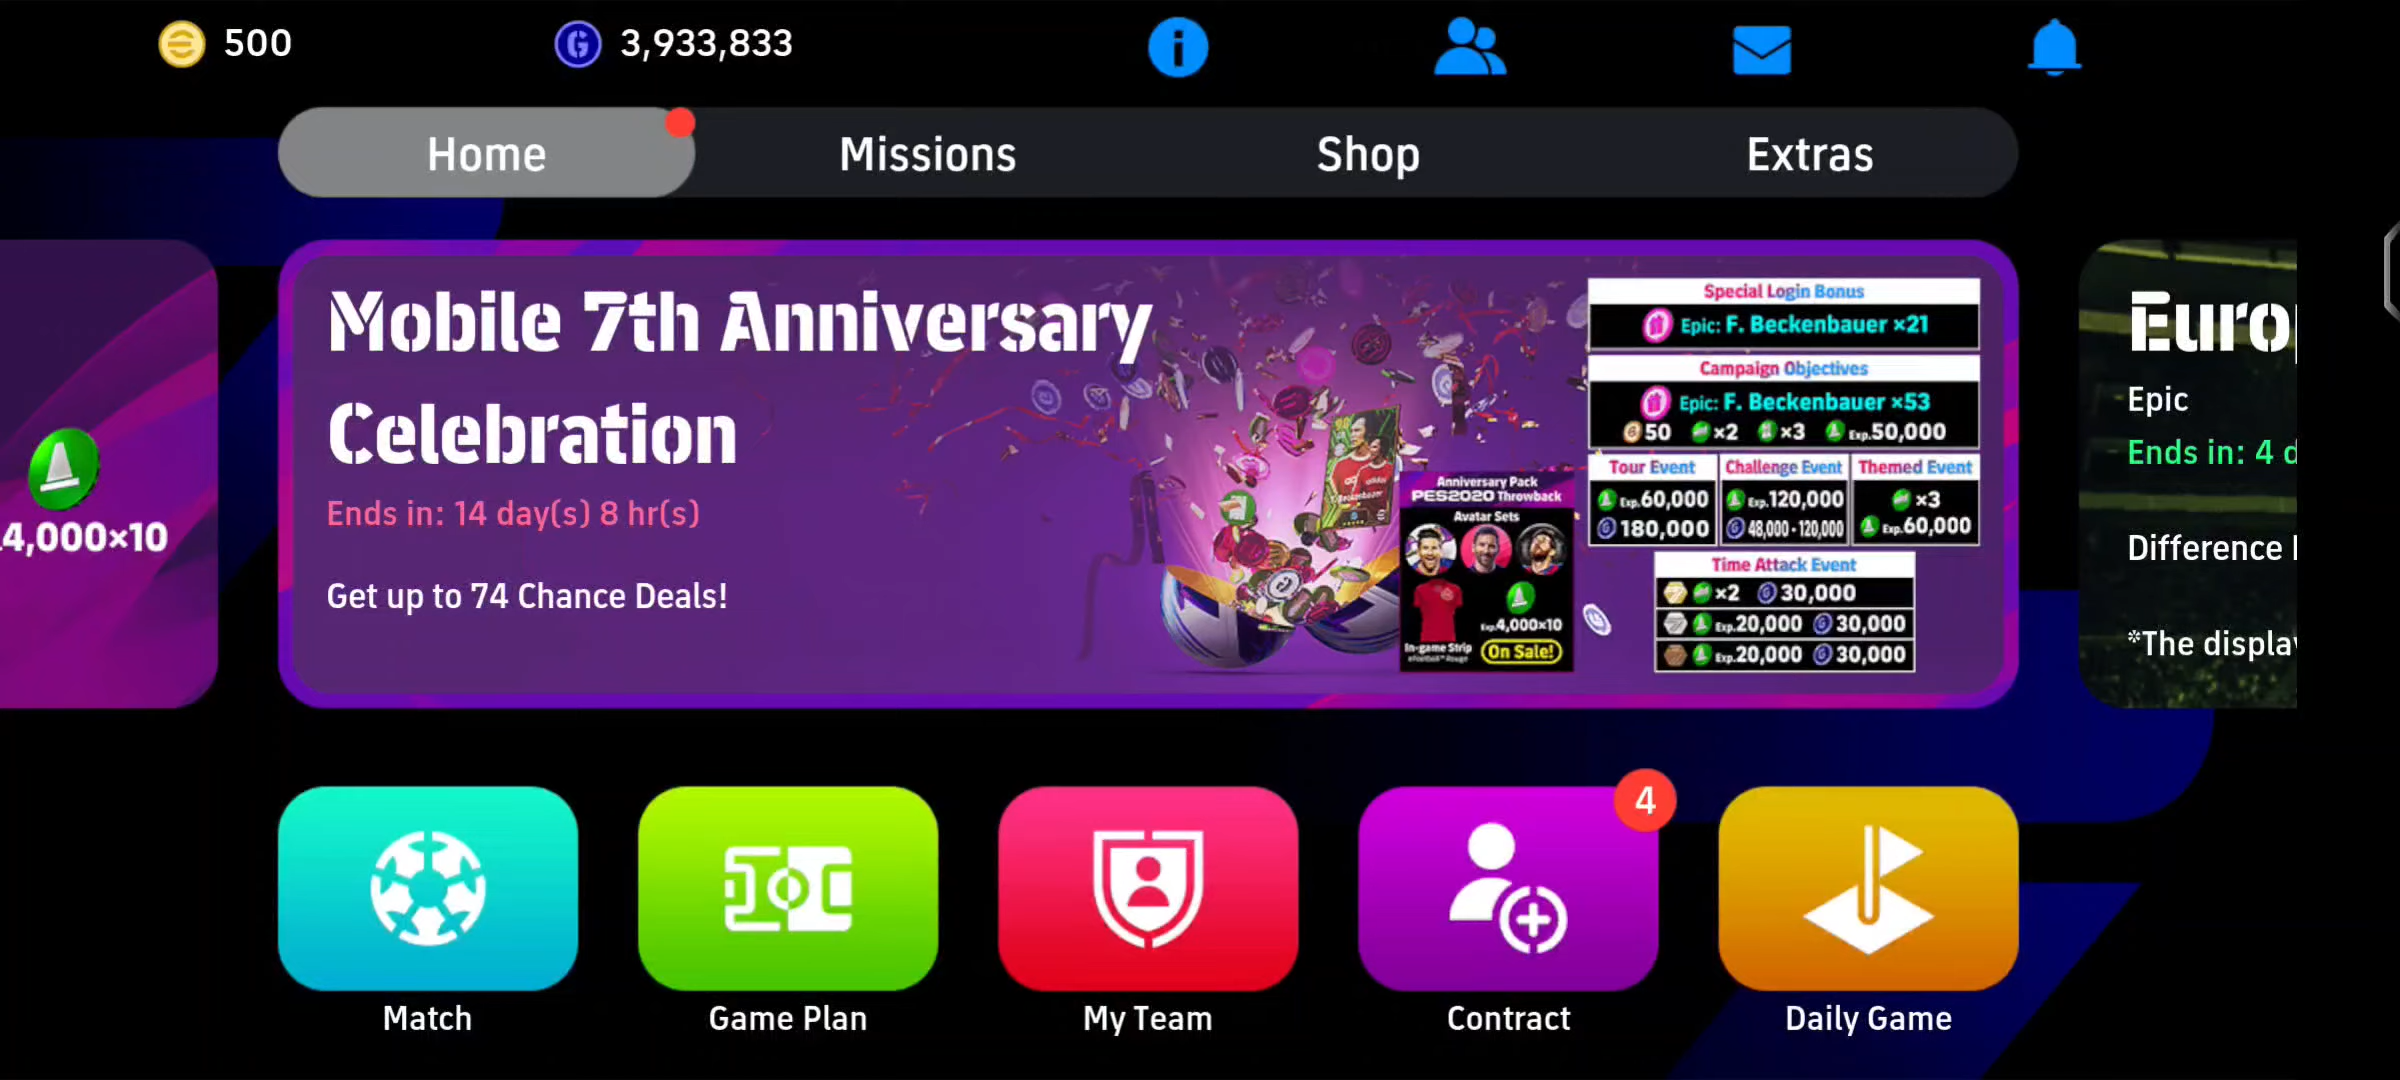 500
3,933,833
Home
Missions
Shop
Extras
4,000×10
Mobile 7th Anniversary
Celebration
Ends in: 14 day(s) 8 hr(s)
Get up to 74 Chance Deals!
Anniversary Pack
PES2020 Throwback
Avatar Sets
Exp.4,000×10
In-game Strip
On Sale!
Special Login Bonus
Epic: F. Beckenbauer ×21
Campaign Objectives
Epic: F. Beckenbauer ×53
50 ×2 ×3 Exp.50,000
Tour Event
Exp.60,000
180,000
Challenge Event
Exp.120,000
48,000-120,000
Themed Event
×3
Exp.60,000
Time Attack Event
×2 30,000
Exp.20,000 30,000
Exp.20,000 30,000
Euro
Epic
Ends in: 4 d
Difference
*The displa
Match
Game Plan
My Team
4
Contract
Daily Game